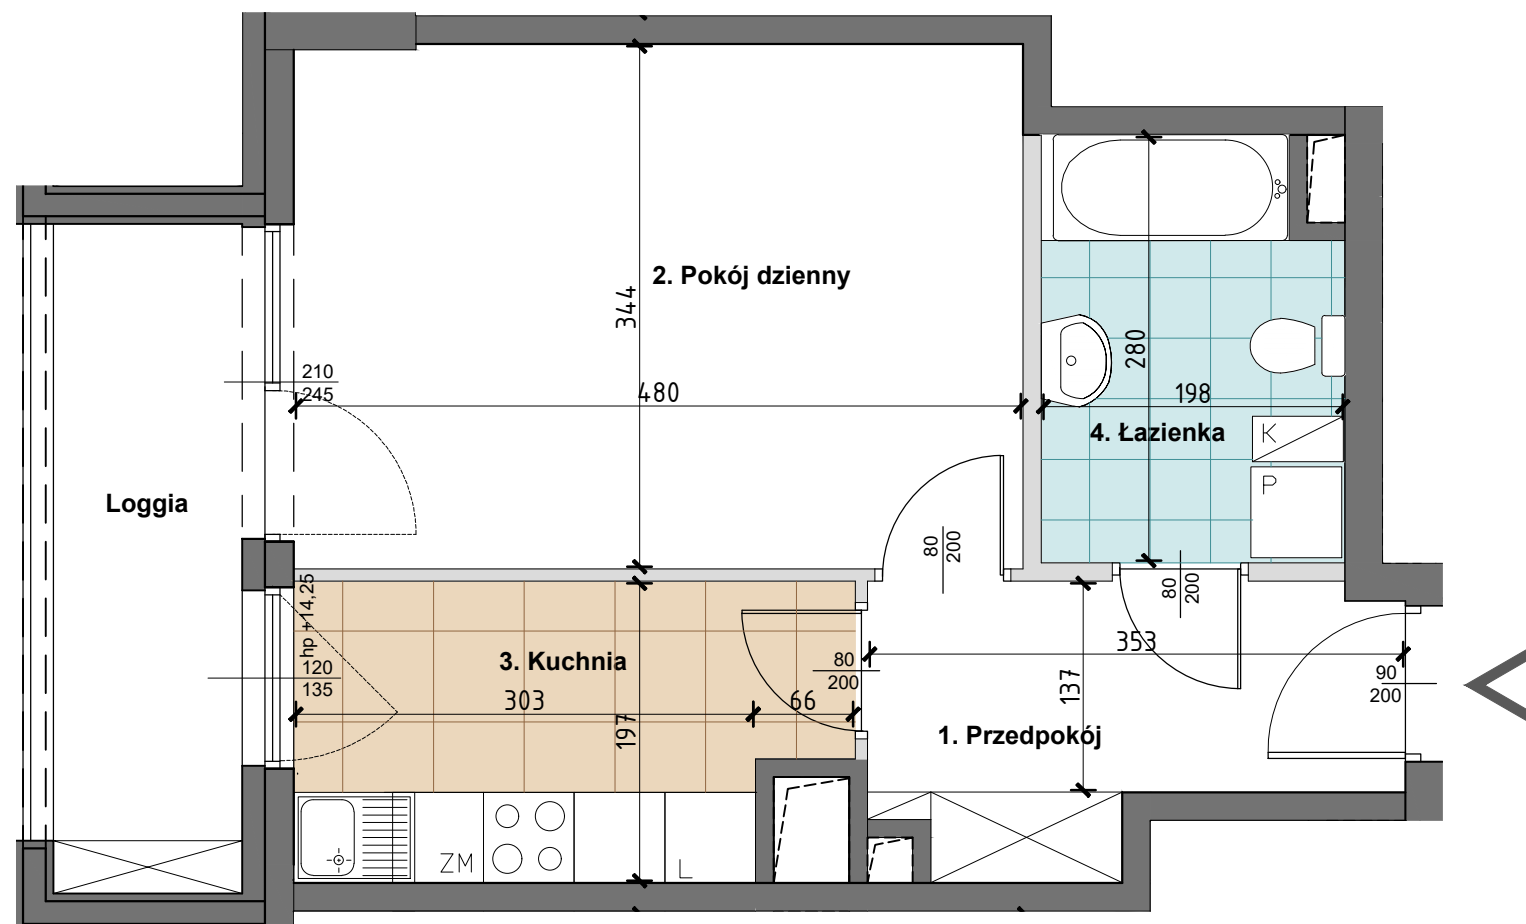 2. Pokój dzienny
344
480
210
245
280
198
4. Łazienka
K
P
Loggia
80
200
80
200
hp +14,25
120
135
3. Kuchnia
303
66
197
80
200
353
137
90
200
1. Przedpokój
ZM
L